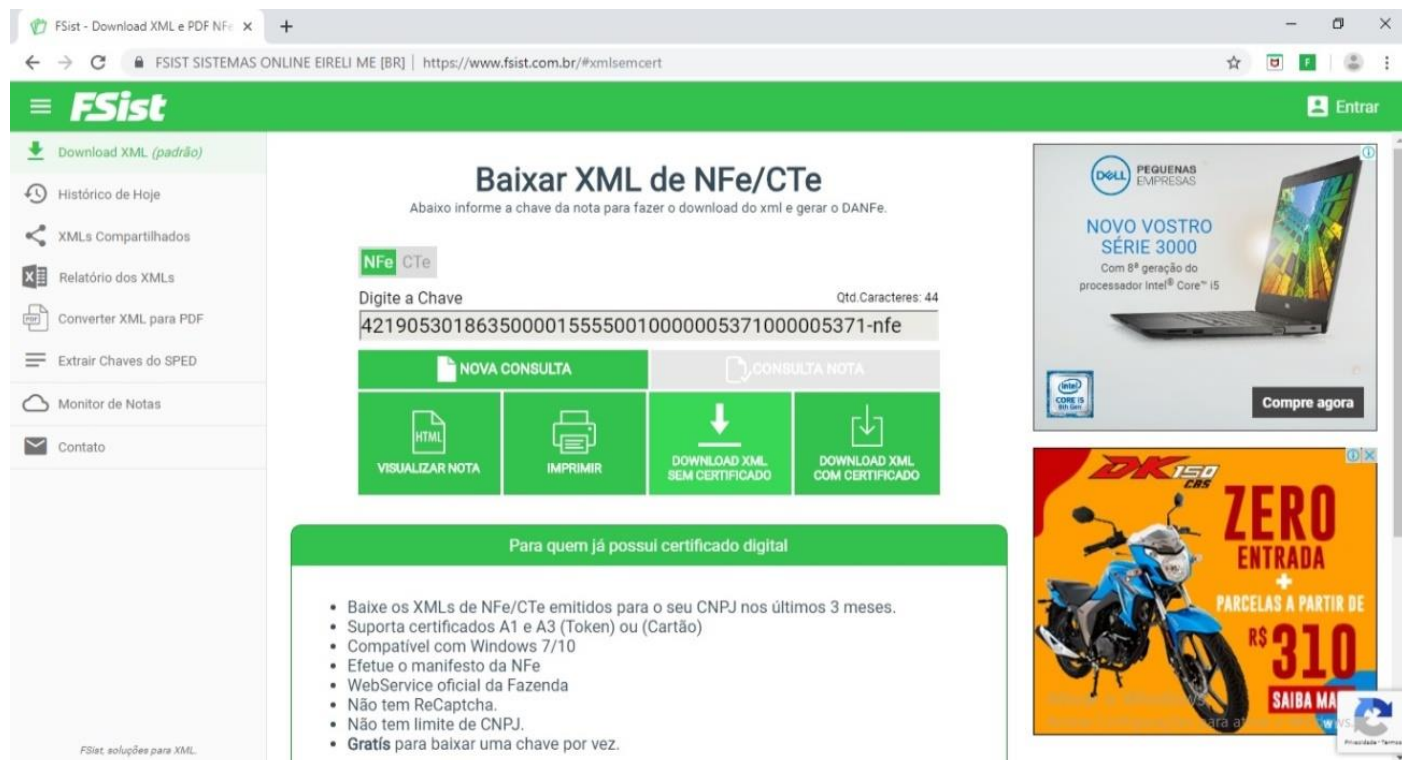 FSist - Download XML e PDF NFe
FSIST SISTEMAS ONLINE EIRELI ME [BR] | https://www.fsist.com.br/#xmlsemcert
FSist
Entrar
Download XML (padrão)
Histórico de Hoje
XMLs Compartilhados
Relatório dos XMLs
Converter XML para PDF
Extrair Chaves do SPED
Monitor de Notas
Contato
FSist, soluções para XML.
Baixar XML de NFe/CTe
Abaixo informe a chave da nota para fazer o download do xml e gerar o DANFe.
NFe CTe
Digite a Chave
Qtd.Caracteres: 44
42190530186350000155550010000005371000005371-nfe
NOVA CONSULTA
CONSULTA NOTA
HTML
VISUALIZAR NOTA
IMPRIMIR
DOWNLOAD XML
SEM CERTIFICADO
DOWNLOAD XML
COM CERTIFICADO
Para quem já possui certificado digital
• Baixe os XMLs de NFe/CTe emitidos para o seu CNPJ nos últimos 3 meses.
• Suporta certificados A1 e A3 (Token) ou (Cartão)
• Compatível com Windows 7/10
• Efetue o manifesto da NFe
• WebService oficial da Fazenda
• Não tem ReCaptcha.
• Não tem limite de CNPJ.
• Gratís para baixar uma chave por vez.
DELL
PEQUENAS
EMPRESAS
NOVO VOSTRO
SÉRIE 3000
Com 8ª geração do
processador Intel® Core™ i5
intel
CORE i5
8th Gen
Compre agora
DK150
CBS
ZERO
ENTRADA
+
PARCELAS A PARTIR DE
R$ 310
SAIBA MA
Privacidade - Termos